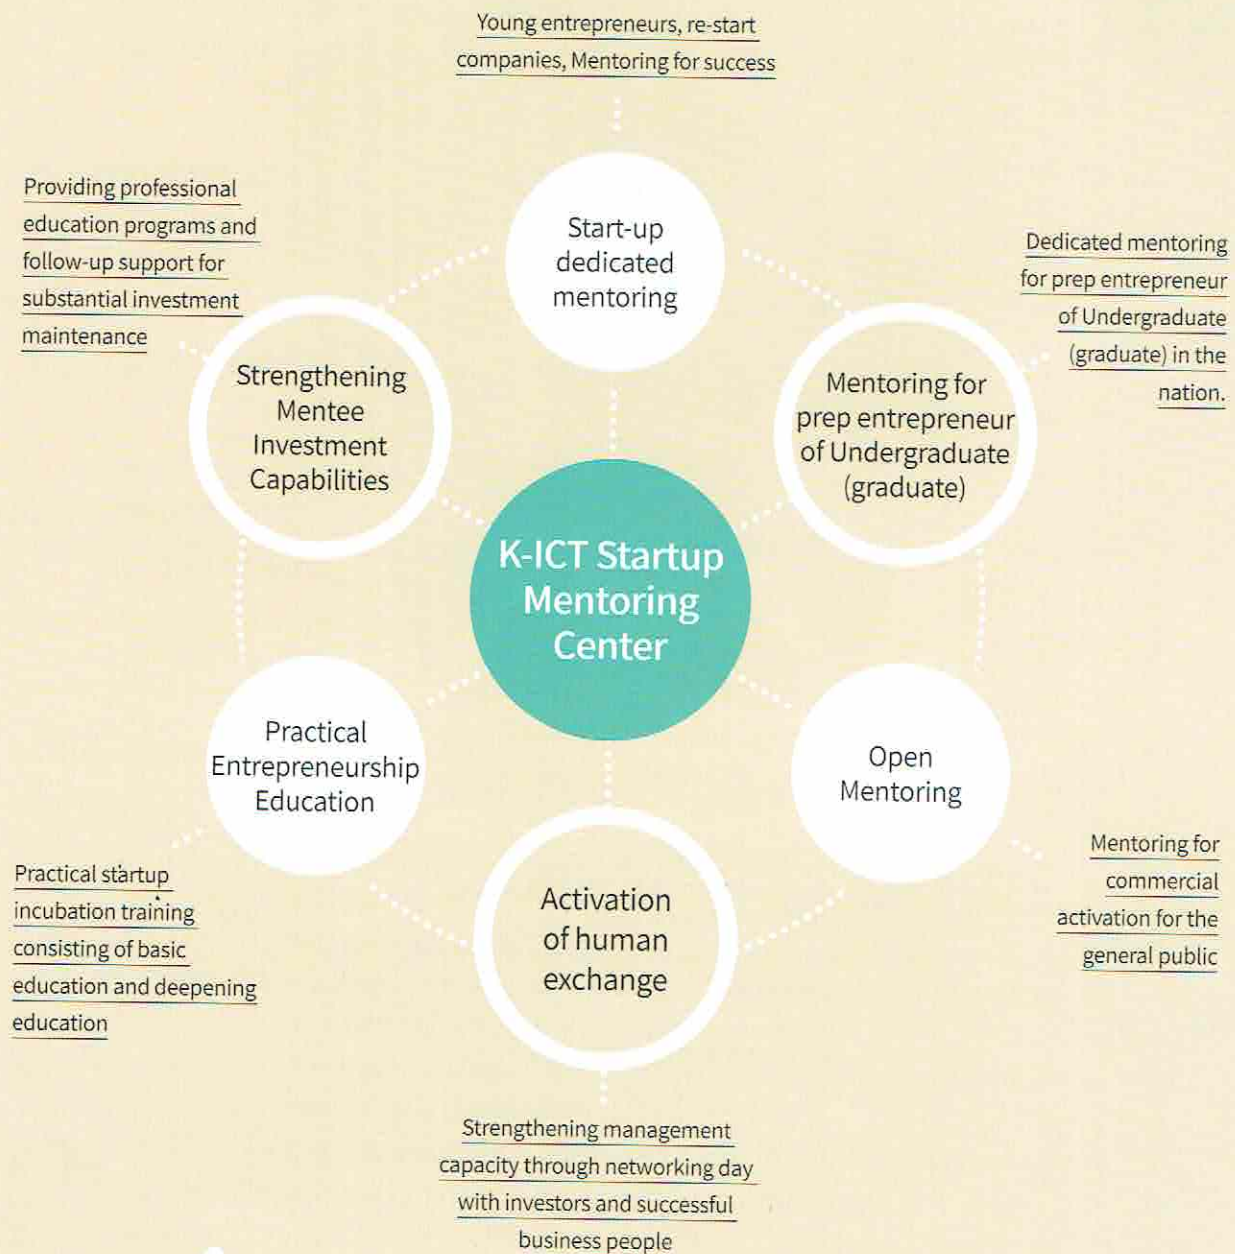 Young entrepreneurs, re-start
companies, Mentoring for success
Start-up
dedicated
mentoring
Providing professional
education programs and
follow-up support for
substantial investment
maintenance
Strengthening
Mentee
Investment
Capabilities
Dedicated mentoring
for prep entrepreneur
of Undergraduate
(graduate) in the
nation.
Mentoring for
prep entrepreneur
of Undergraduate
(graduate)
K-ICT Startup
Mentoring
Center
Practical
Entrepreneurship
Education
Practical startup
incubation training
consisting of basic
education and deepening
education
Open
Mentoring
Mentoring for
commercial
activation for the
general public
Activation
of human
exchange
Strengthening management
capacity through networking day
with investors and successful
business people